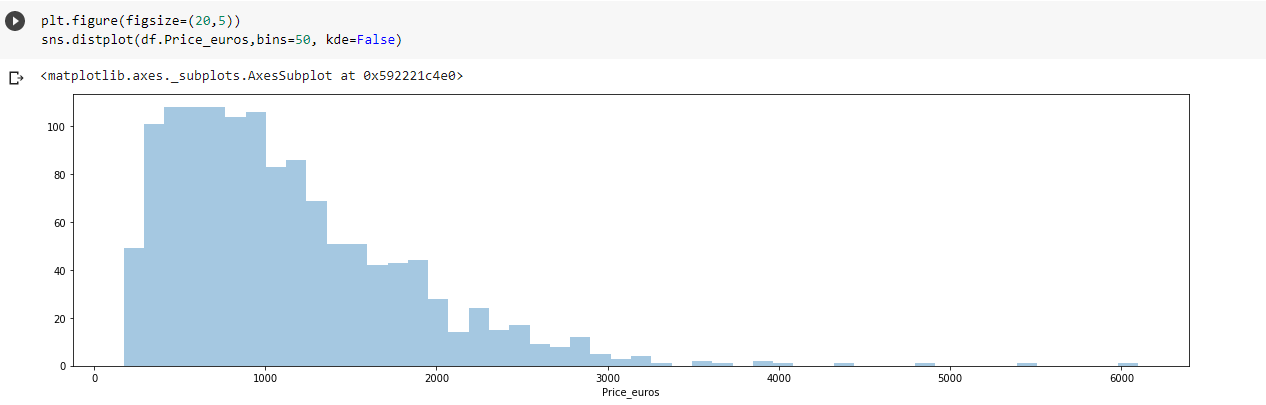 plt.figure(figsize=(20,5))
sns.distplot(df.Price_euros,bins=50, kde=False)
<matplotlib.axes._subplots.AxesSubplot at 0x592221c4e0>
100
80
60
40
20
0
0 1000 2000 3000 4000 5000 6000
Price_euros